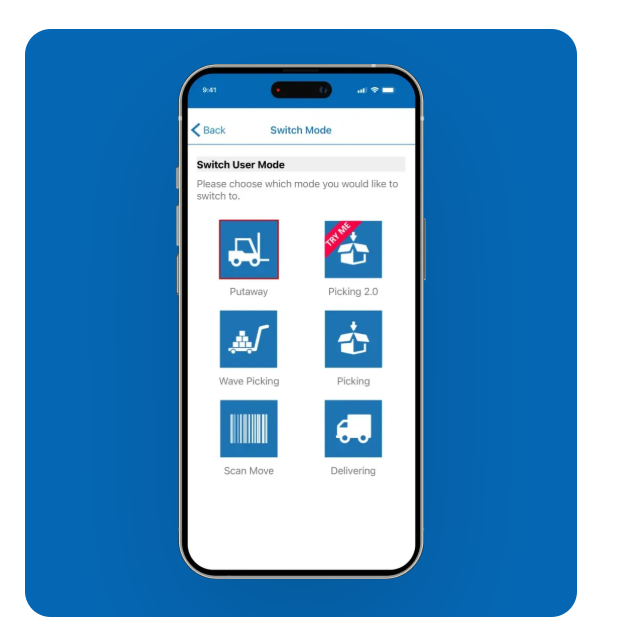 9:41
Back
Switch Mode
Switch User Mode
Please choose which mode you would like to
switch to.
TRY ME
Putaway
Picking 2.0
Wave Picking
Picking
Scan Move
Delivering